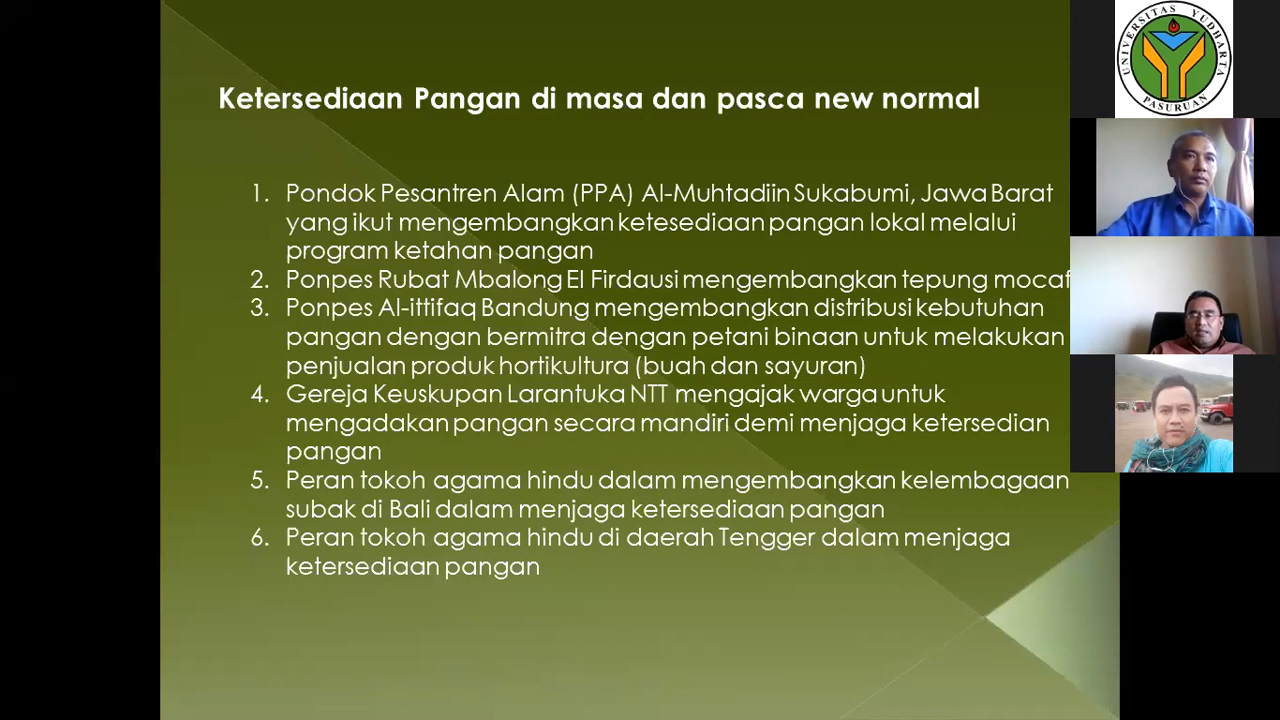 Ketersediaan Pangan di masa dan pasca new normal
1. Pondok Pesantren Alam (PPA) Al-Muhtadiin Sukabumi, Jawa Barat
yang ikut mengembangkan ketesediaan pangan lokal melalui
program ketahan pangan
2. Ponpes Rubat Mbalong El Firdausi mengembangkan tepung mocaf
3. Ponpes Al-ittifaq Bandung mengembangkan distribusi kebutuhan
pangan dengan bermitra dengan petani binaan untuk melakukan
penjualan produk hortikultura (buah dan sayuran)
4. Gereja Keuskupan Larantuka NTT mengajak warga untuk
mengadakan pangan secara mandiri demi menjaga ketersedian
pangan
5. Peran tokoh agama hindu dalam mengembangkan kelembagaan
subak di Bali dalam menjaga ketersediaan pangan
6. Peran tokoh agama hindu di daerah Tengger dalam menjaga
ketersediaan pangan
UNIVERSITAS YUDHARTA
PASURUAN